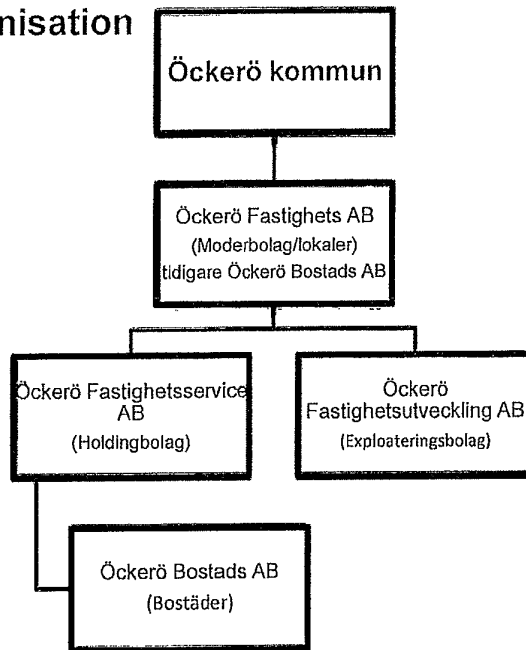 nisation
Öckerö kommun
Öckerö Fastighets AB
(Moderbolag/lokaler)
tidigare Öckerö Bostads AB
Öckerö Fastighetsservice
AB
(Holdingbolag)
Öckerö
Fastighetsutveckling AB
(Exploateringsbolag)
Öckerö Bostads AB
(Bostäder)